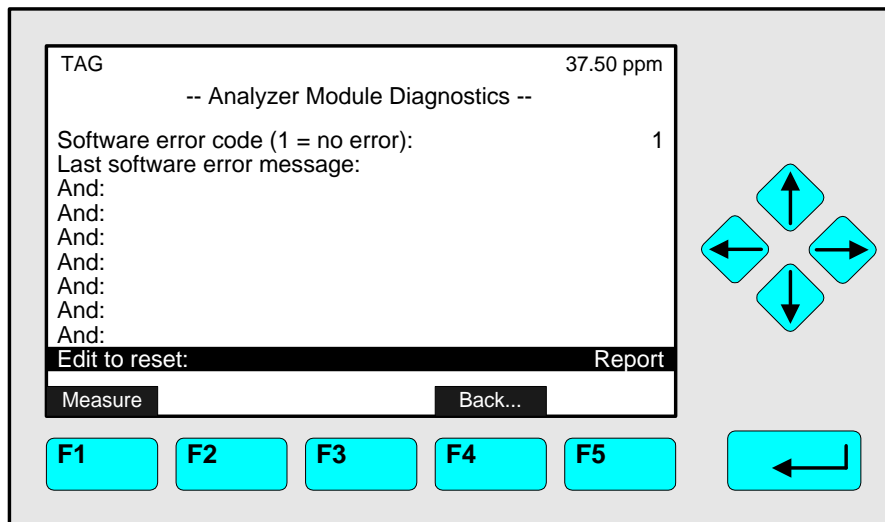 TAG 37.50 ppm
-- Analyzer Module Diagnostics --
Software error code (1 = no error): 1
Last software error message:
And:
And:
And:
And:
And:
And:
And:
Edit to reset: Report
Measure Back...
F1 F2 F3 F4 F5